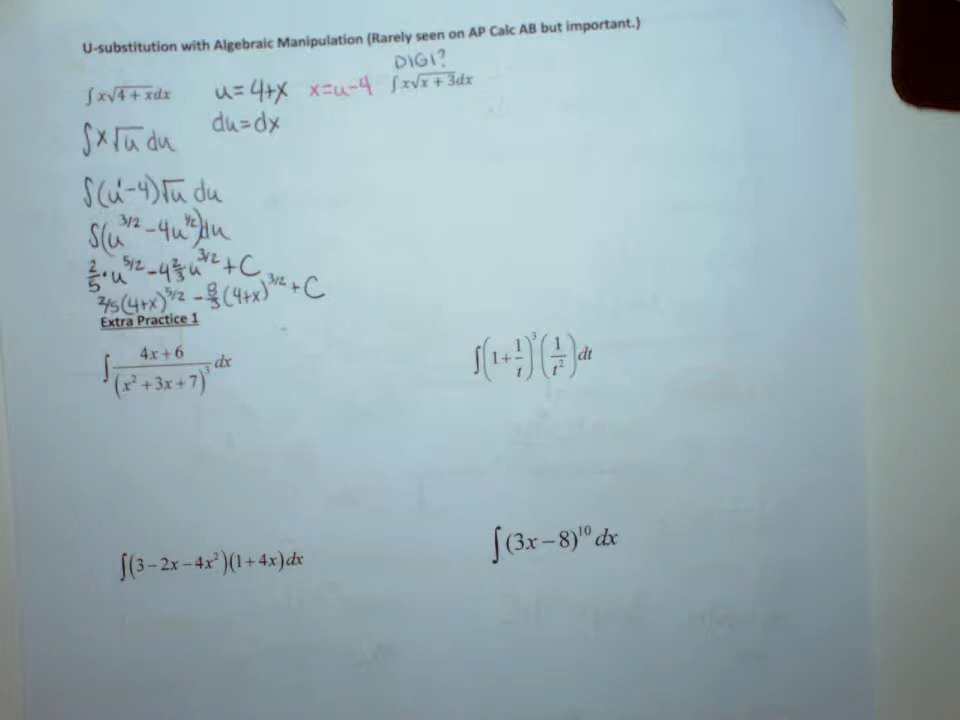 U-substitution with Algebraic Manipulation (Rarely seen on AP Calc AB but important.)
DIGI?
∫x√(4+x)dx u=4+x x=u-4 ∫x√(x+3)dx
∫x√u du du=dx
∫(u¹-4)√u du
∫(u^(3/2) -4u^(1/2))du
2/5·u^(5/2) -4 2/3 u^(3/2) +C
2/5(4+x)^(5/2) - 8/3(4+x)^(3/2) +C
Extra Practice 1
∫ (4x+6)/(x²+3x+7)³ dx ∫(1+1/t)³(1/t²)dt
∫(3-2x-4x²)(1+4x)dx ∫(3x-8)¹⁰dx